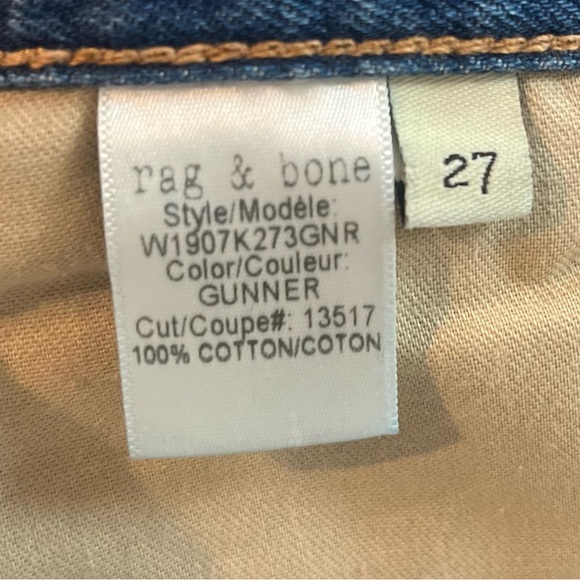 rag & bone
Style/Modèle:
W1907K273GNR
Color/Couleur:
GUNNER
Cut/Coupe#: 13517
100% COTTON/COTON
27